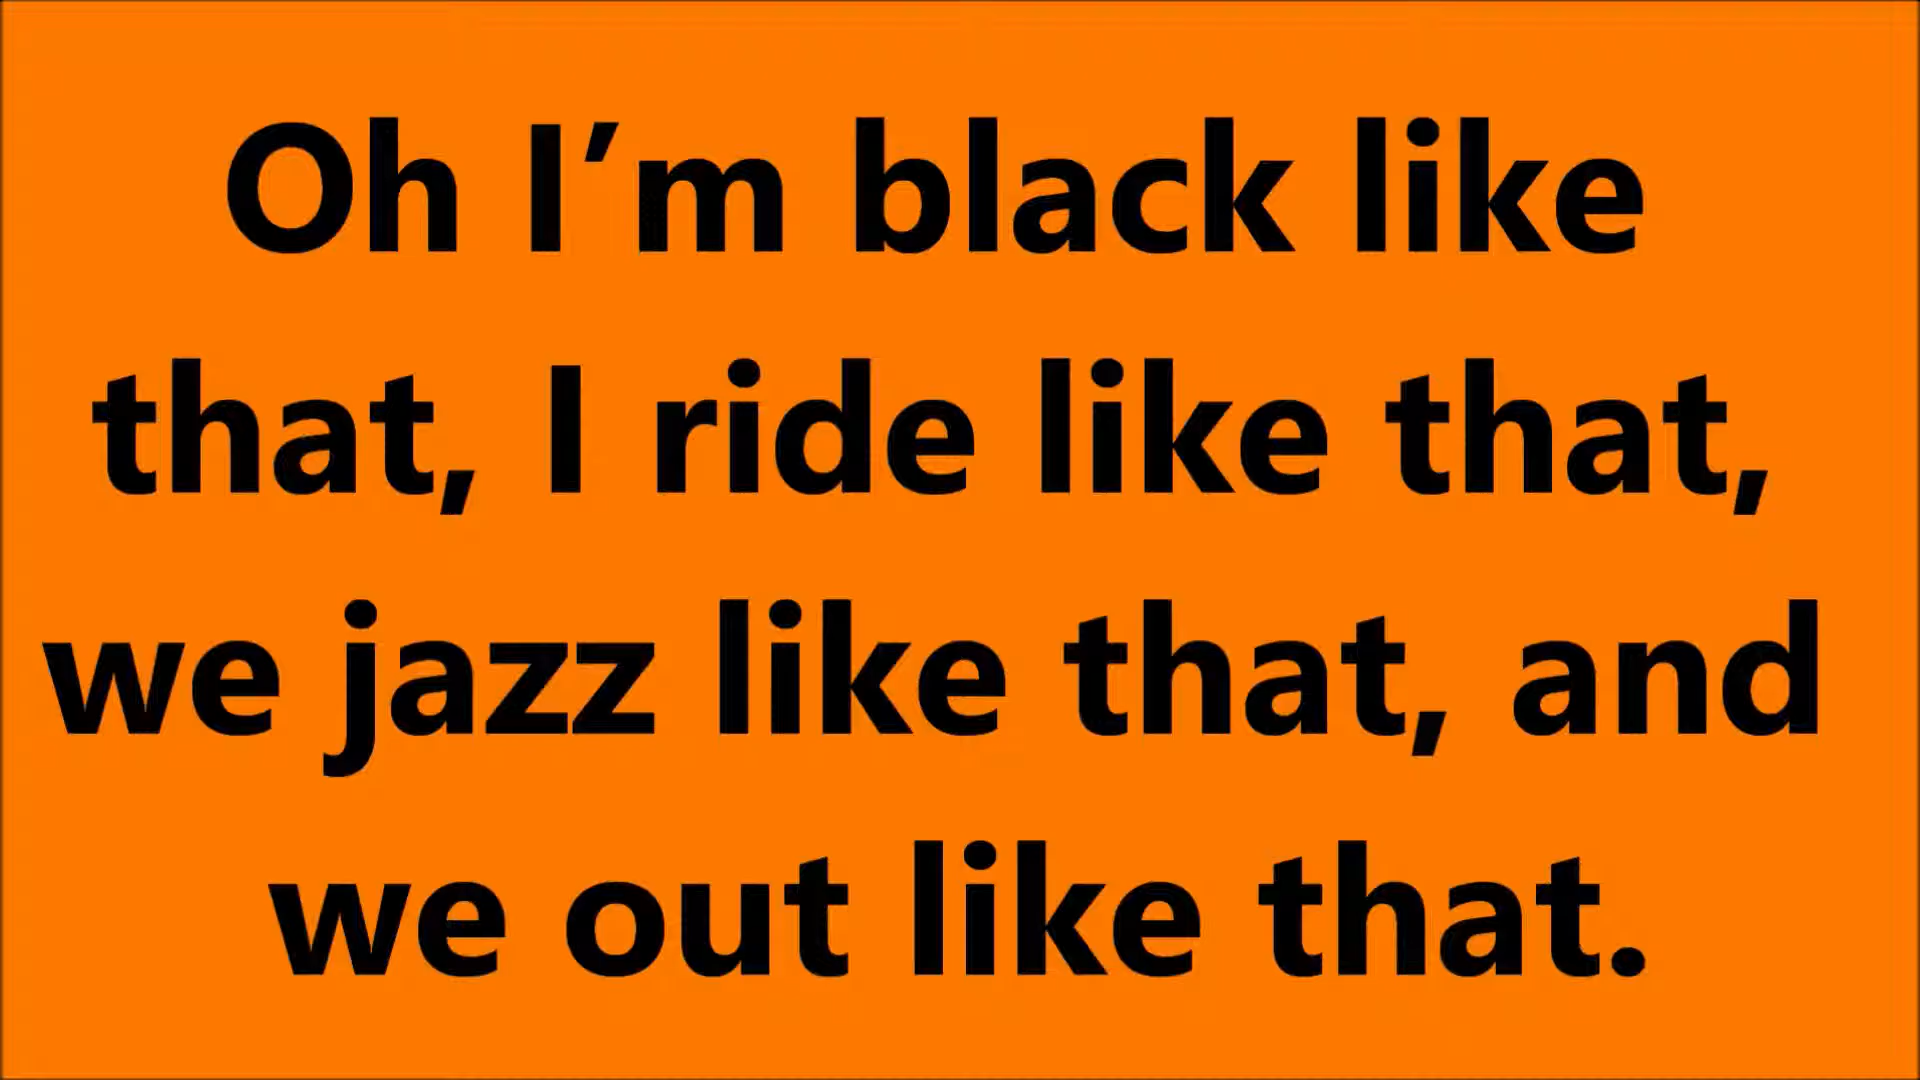 Oh I’m black like
that, I ride like that,
we jazz like that, and
we out like that.